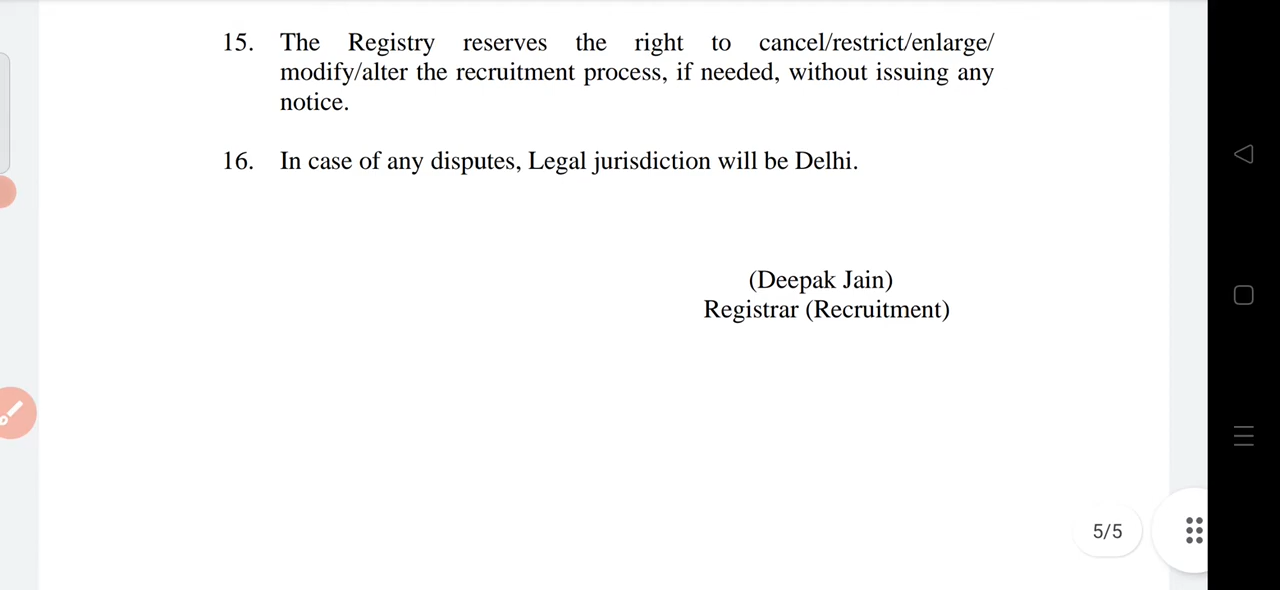 15. The Registry reserves the right to cancel/restrict/enlarge/
modify/alter the recruitment process, if needed, without issuing any
notice.
16. In case of any disputes, Legal jurisdiction will be Delhi.
(Deepak Jain)
Registrar (Recruitment)
5/5